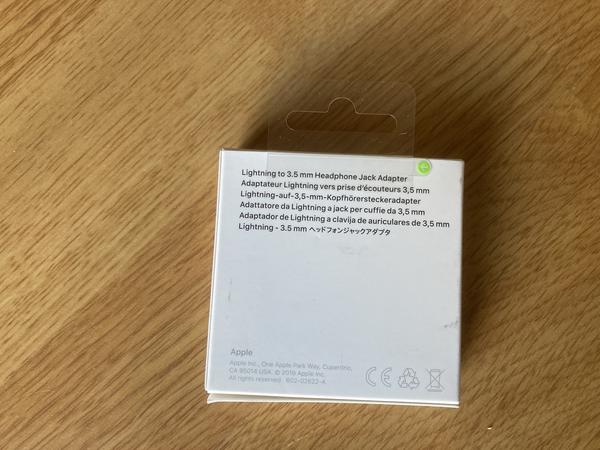 Lightning to 3.5 mm Headphone Jack Adapter
Adaptateur Lightning vers prise d’écouteurs 3,5 mm
Lightning-auf-3,5-mm-Kopfhörersteckeradapter
Adattatore da Lightning a jack per cuffie da 3,5 mm
Adaptador de Lightning a clavija de auriculares de 3,5 mm
Lightning - 3.5 mm ヘッドフォンジャックアダプタ
Apple
Apple Inc., One Apple Park Way, Cupertino,
CA 95014 USA. © 2019 Apple Inc.
All rights reserved. 602-02622-A
CE